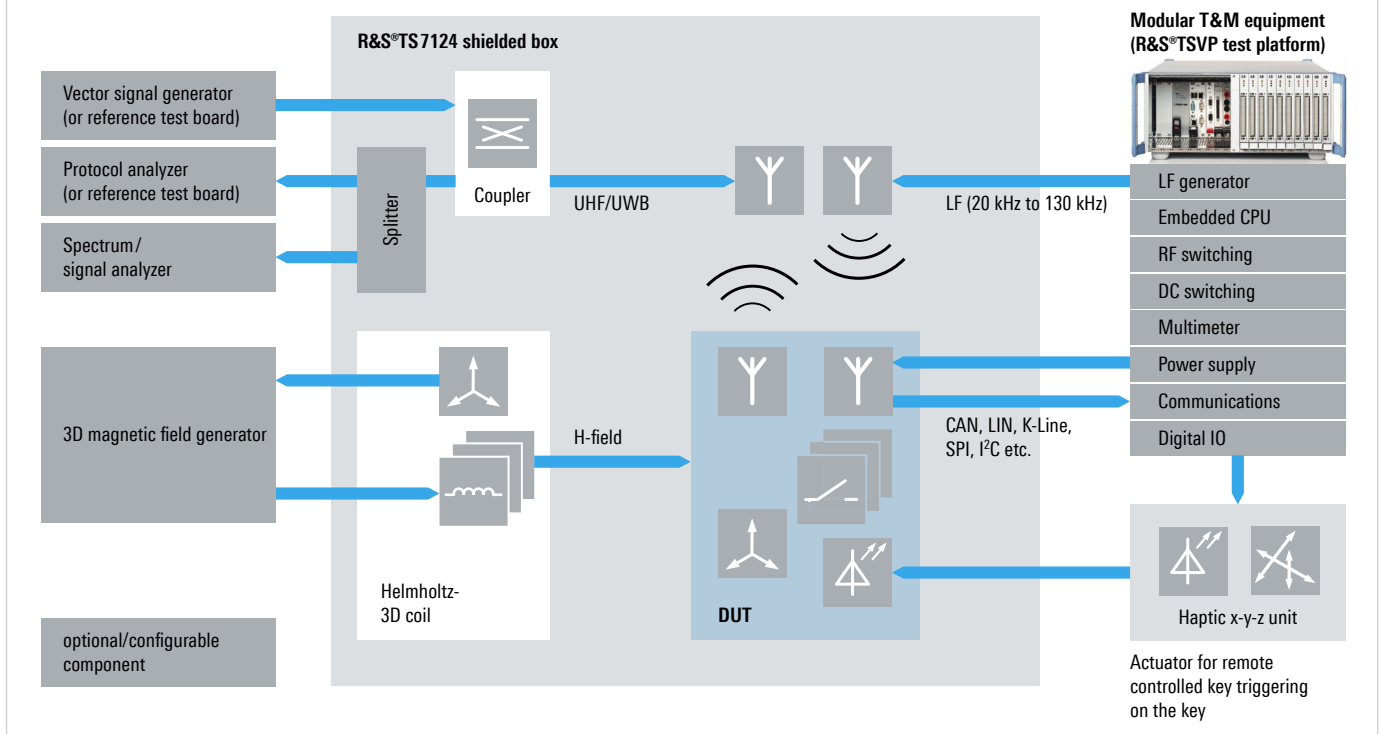 Modular T&M equipment
(R&S®TSVP test platform)
R&S®TS7124 shielded box
Vector signal generator
(or reference test board)
Protocol analyzer
(or reference test board)
Spectrum/
signal analyzer
Splitter
Coupler
UHF/UWB
LF (20 kHz to 130 kHz)
LF generator
Embedded CPU
RF switching
DC switching
Multimeter
Power supply
Communications
Digital IO
3D magnetic field generator
H-field
CAN, LIN, K-Line,
SPI, I²C etc.
Helmholtz-
3D coil
DUT
Haptic x-y-z unit
optional/configurable
component
Actuator for remote
controlled key triggering
on the key